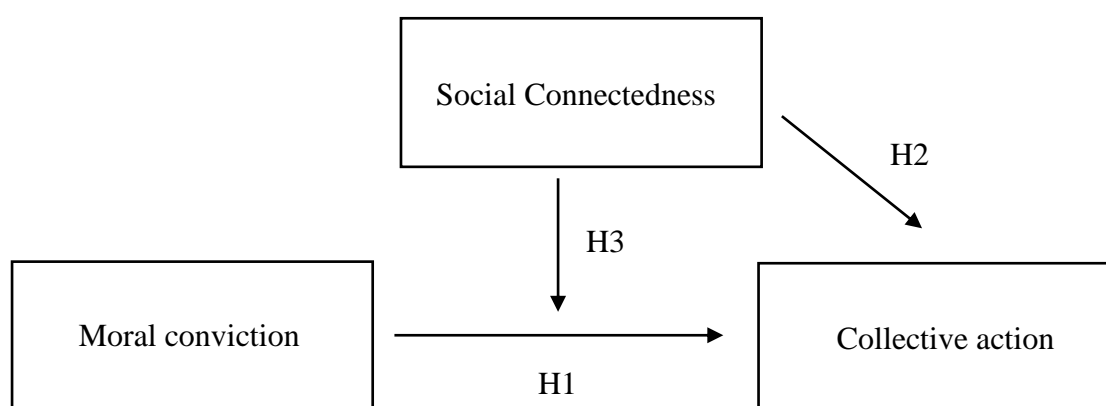 Social Connectedness
H2
H3
Moral conviction
Collective action
H1